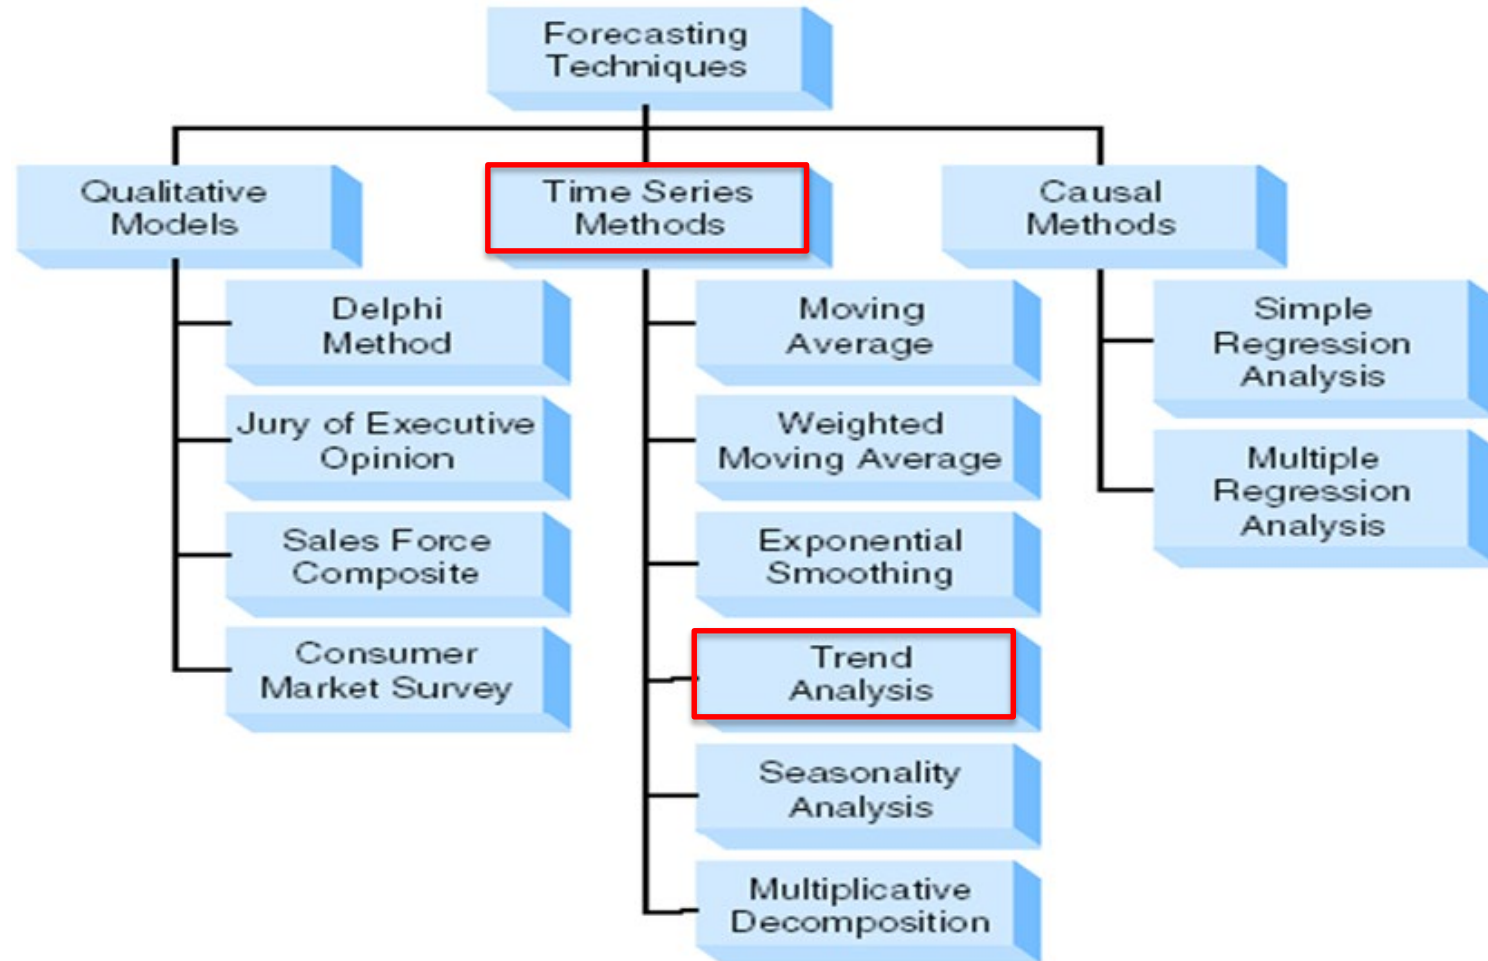 Forecasting
Techniques
Qualitative
Models
Time Series
Methods
Causal
Methods
Delphi
Method
Jury of Executive
Opinion
Sales Force
Composite
Consumer
Market Survey
Moving
Average
Weighted
Moving Average
Exponential
Smoothing
Trend
Analysis
Seasonality
Analysis
Multiplicative
Decomposition
Simple
Regression
Analysis
Multiple
Regression
Analysis